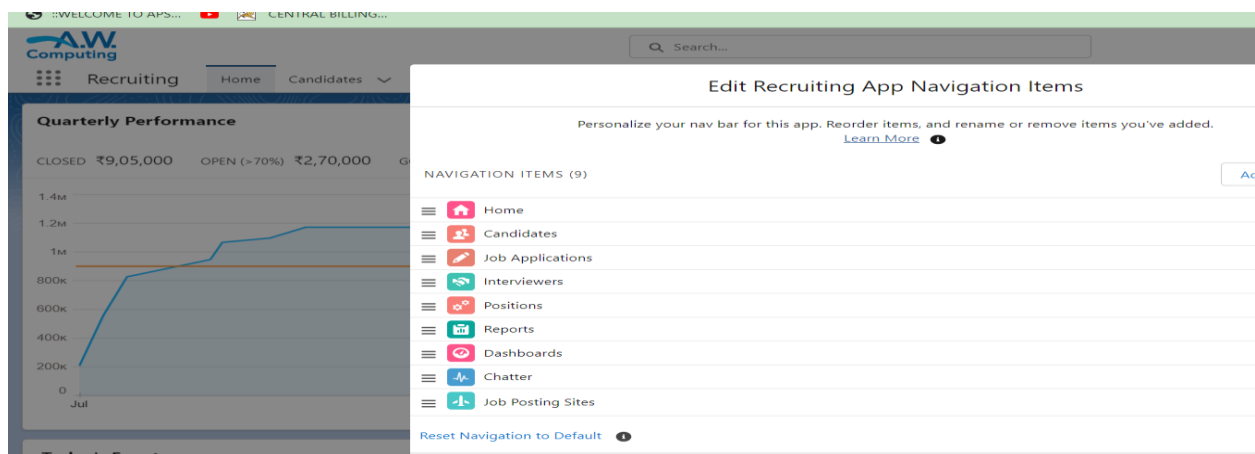 ::WELCOME TO APS... CENTRAL BILLING...
A.W.
Computing
Search...
Recruiting Home Candidates
Edit Recruiting App Navigation Items
Quarterly Performance
Personalize your nav bar for this app. Reorder items, and rename or remove items you've added.
Learn More
CLOSED ₹9,05,000 OPEN (>70%) ₹2,70,000
NAVIGATION ITEMS (9)
1.4M
1.2M
1M
800K
600K
400K
200K
0
Jul
Home
Candidates
Job Applications
Interviewers
Positions
Reports
Dashboards
Chatter
Job Posting Sites
Reset Navigation to Default